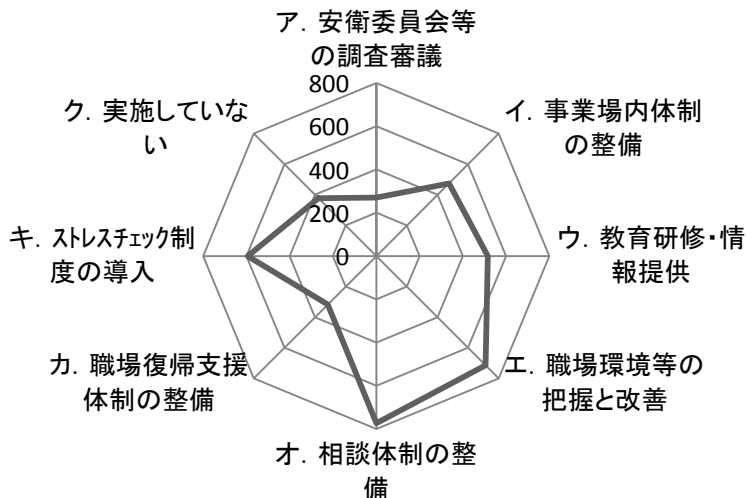 ア．安衛委員会等
の調査審議
イ．事業場内体制
の整備
ウ．教育研修・情
報提供
エ．職場環境等の
把握と改善
オ．相談体制の整
備
カ．職場復帰支援
体制の整備
キ．ｽﾄﾚｽﾁｪｯｸ制
度の導入
ク．実施していな
い
800
600
400
200
0